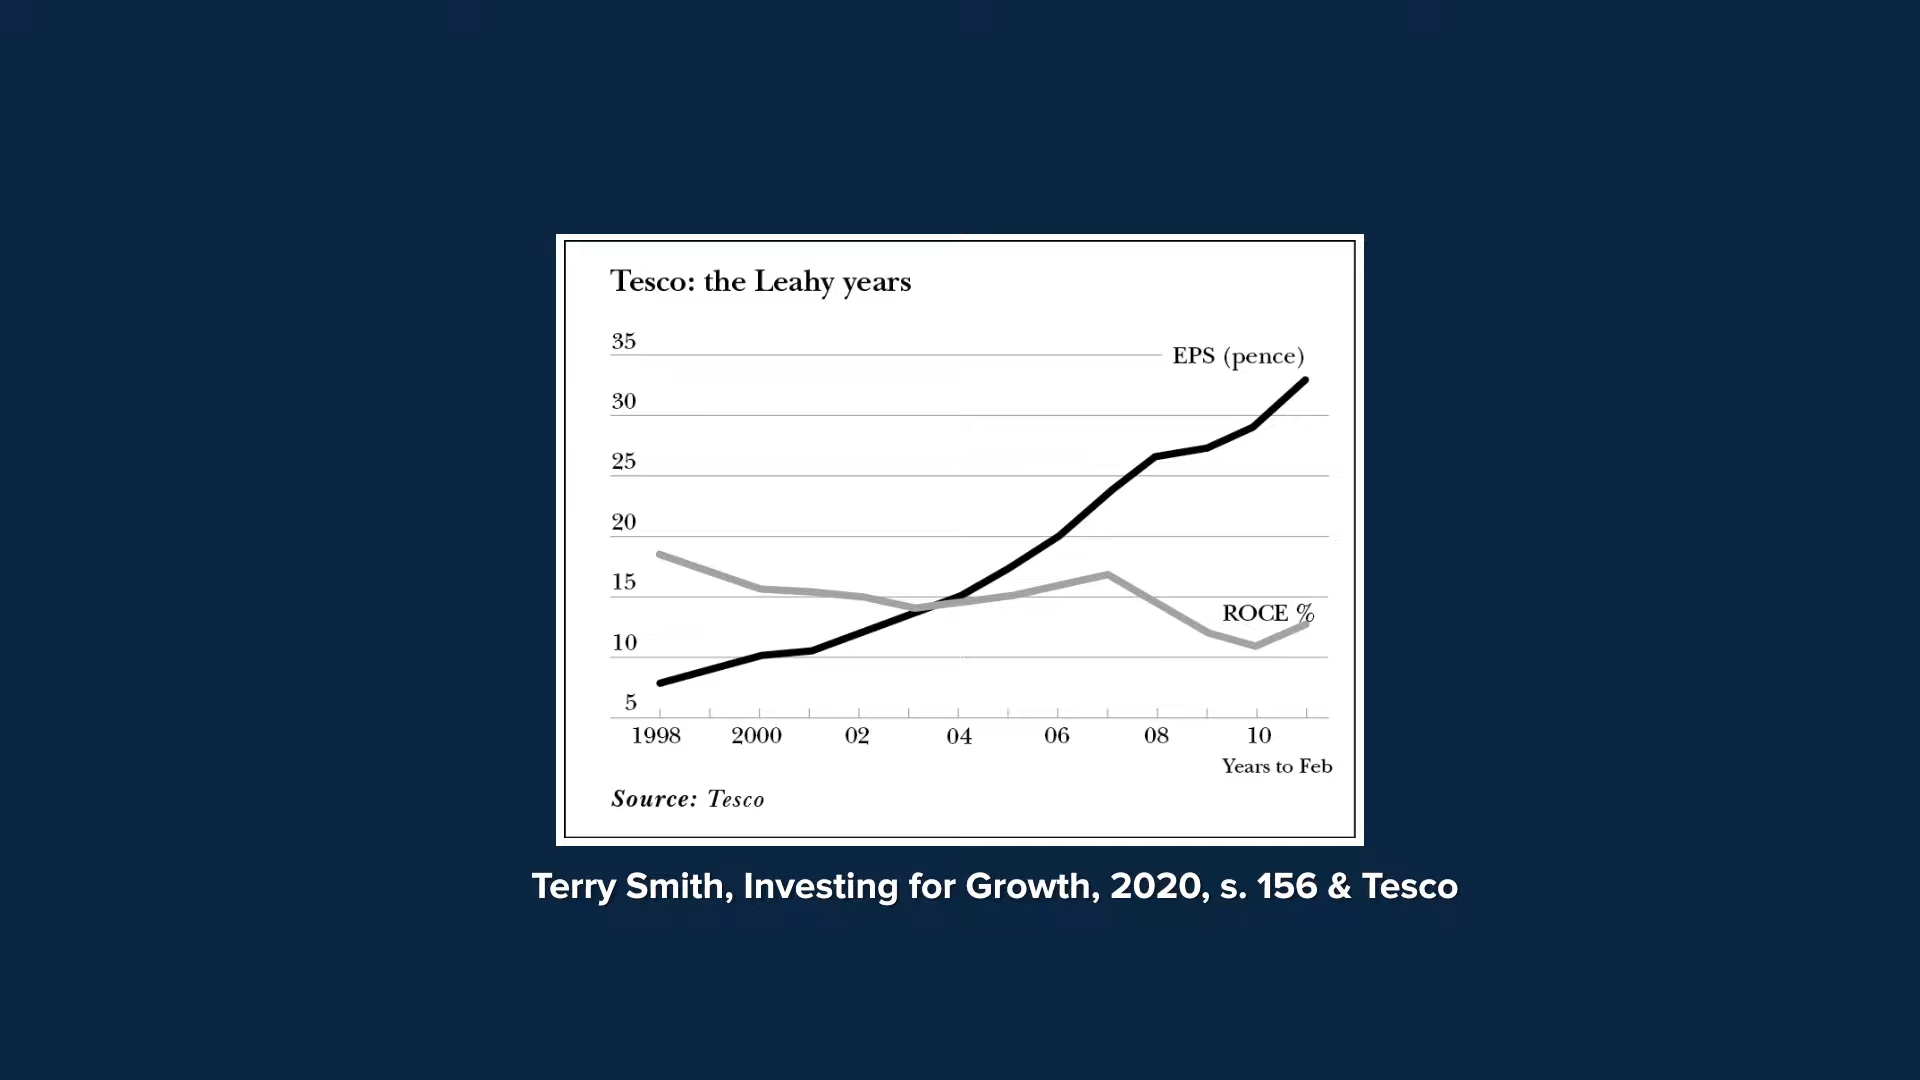 Tesco: the Leahy years
35
EPS (pence)
30
25
20
15
ROCE %
10
5
1998 2000 02 04 06 08 10
Years to Feb
Source: Tesco
Terry Smith, Investing for Growth, 2020, s. 156 & Tesco